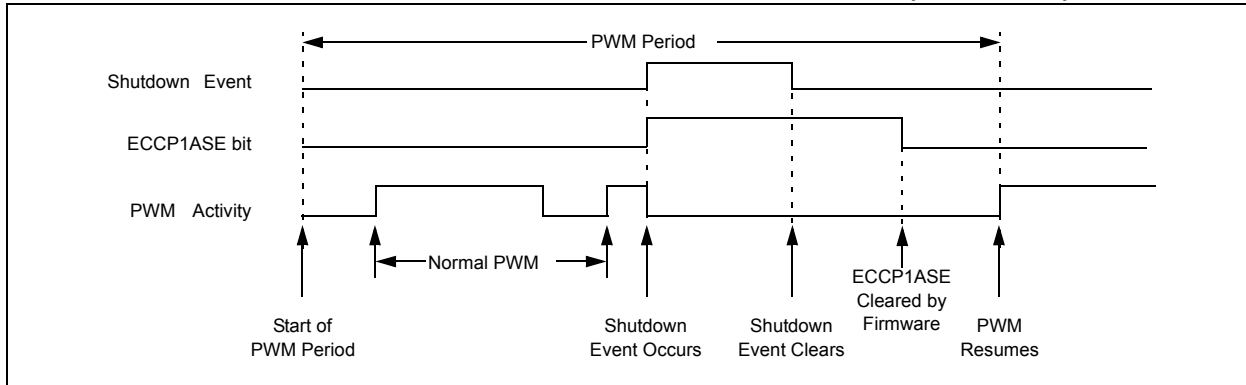 PWM Period
Shutdown Event
ECCP1ASE bit
PWM Activity
Normal PWM
Start of
PWM Period
Shutdown
Event Occurs
Shutdown
Event Clears
ECCP1ASE
Cleared by
Firmware
PWM
Resumes